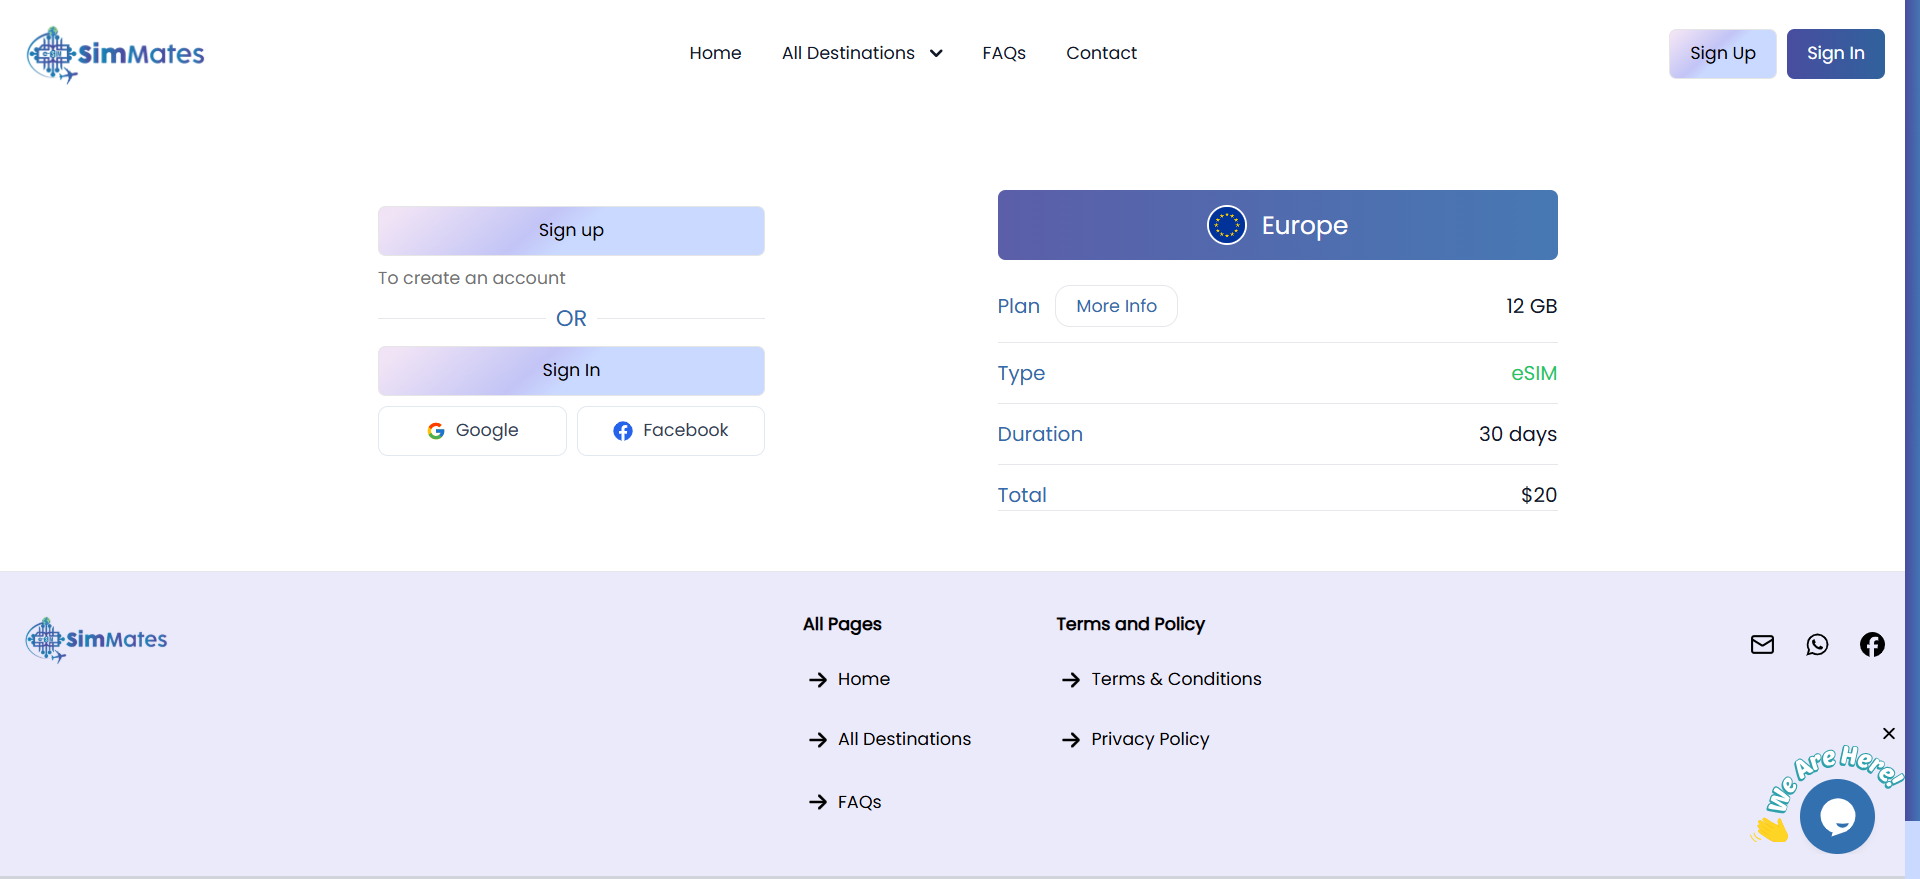 SimMates
Home
All Destinations
FAQs
Contact
Sign Up
Sign In
Sign up
To create an account
OR
Sign In
Google
Facebook
Europe
Plan
More Info
12 GB
Type
eSIM
Duration
30 days
Total
$20
SimMates
All Pages
Home
All Destinations
FAQs
Terms and Policy
Terms & Conditions
Privacy Policy
We Are Here!